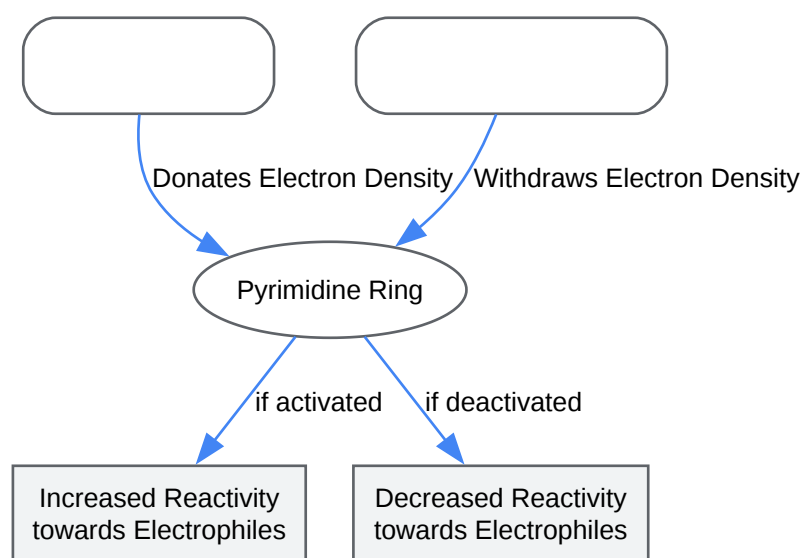 Donates Electron Density
Withdraws Electron Density
Pyrimidine Ring
if activated
if deactivated
Increased Reactivity
towards Electrophiles
Decreased Reactivity
towards Electrophiles